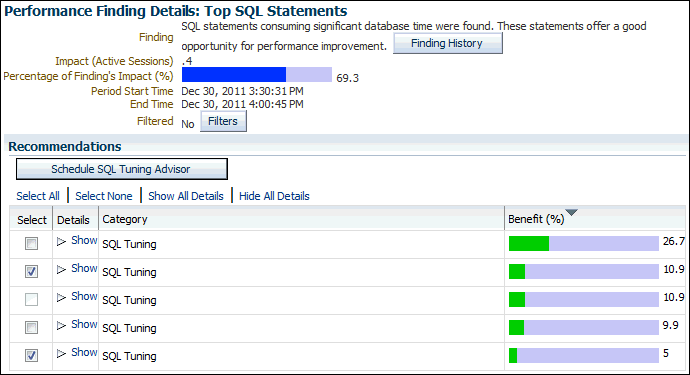 Performance Finding Details: Top SQL Statements
Finding SQL statements consuming significant database time were found. These statements offer a good
opportunity for performance improvement. Finding History
Impact (Active Sessions) .4
Percentage of Finding's Impact (%) 69.3
Period Start Time Dec 30, 2011 3:30:31 PM
End Time Dec 30, 2011 4:00:45 PM
Filtered No Filters
Recommendations
Schedule SQL Tuning Advisor
Select All Select None Show All Details Hide All Details
Select Details Category Benefit (%)
Show SQL Tuning 26.7
Show SQL Tuning 10.9
Show SQL Tuning 10.9
Show SQL Tuning 9.9
Show SQL Tuning 5